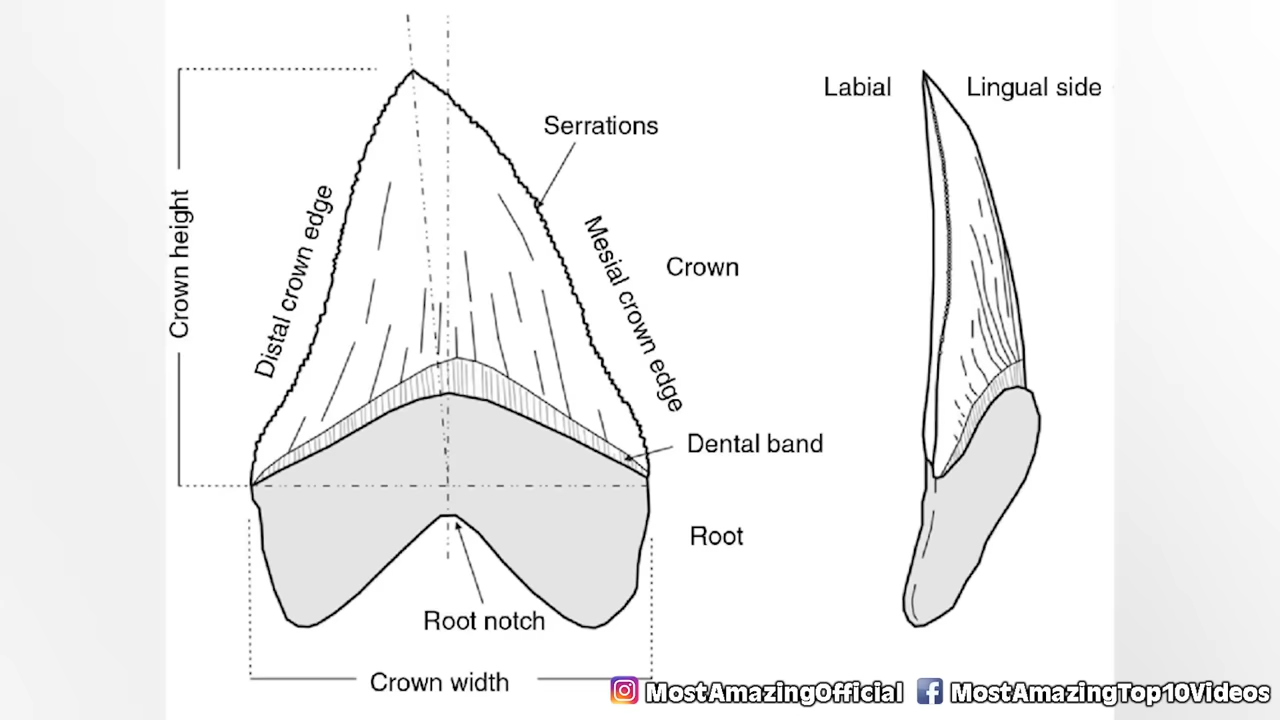 Labial
Lingual side
Serrations
Crown height
Distal crown edge
Mesial crown edge
Crown
Dental band
Root
Root notch
Crown width
MostAmazingOfficial
MostAmazingTop10Videos